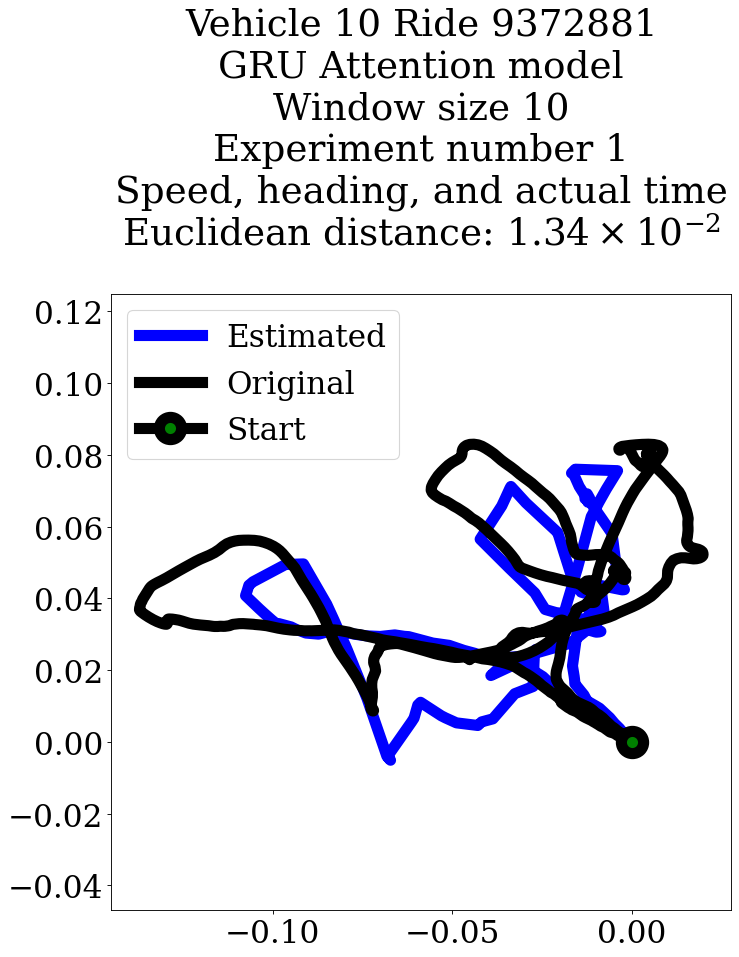 Vehicle 10 Ride 9372881
GRU Attention model
Window size 10
Experiment number 1
Speed, heading, and actual time
Euclidean distance: 1.34 × 10⁻²
Estimated
Original
Start
0.12
0.10
0.08
0.06
0.04
0.02
0.00
−0.02
−0.04
−0.10 −0.05 0.00